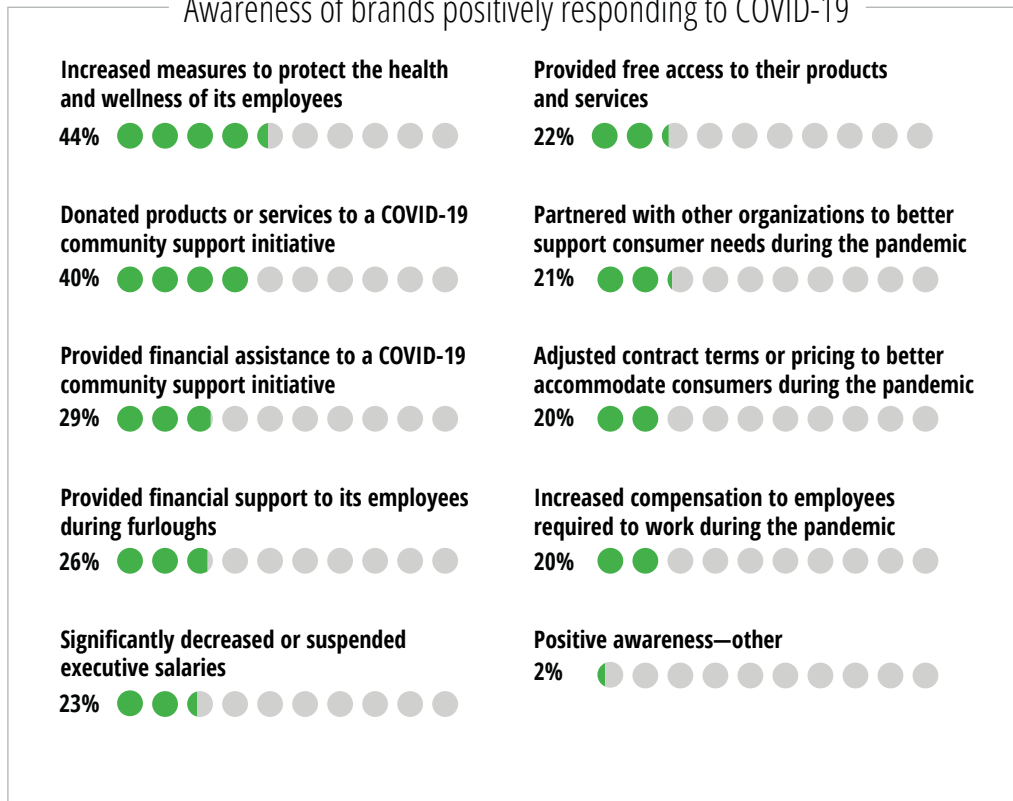 Awareness of brands positively responding to COVID-19
Increased measures to protect the health
and wellness of its employees
44%
Donated products or services to a COVID-19
community support initiative
40%
Provided financial assistance to a COVID-19
community support initiative
29%
Provided financial support to its employees
during furloughs
26%
Significantly decreased or suspended
executive salaries
23%
Provided free access to their products
and services
22%
Partnered with other organizations to better
support consumer needs during the pandemic
21%
Adjusted contract terms or pricing to better
accommodate consumers during the pandemic
20%
Increased compensation to employees
required to work during the pandemic
20%
Positive awareness—other
2%